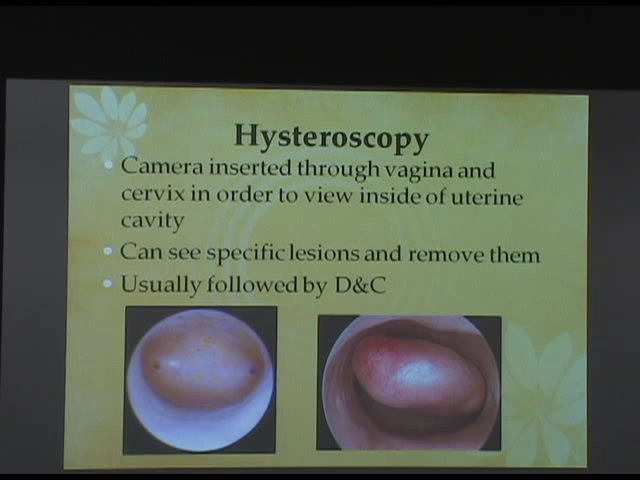 Hysteroscopy
• Camera inserted through vagina and
cervix in order to view inside of uterine
cavity
• Can see specific lesions and remove them
• Usually followed by D&C